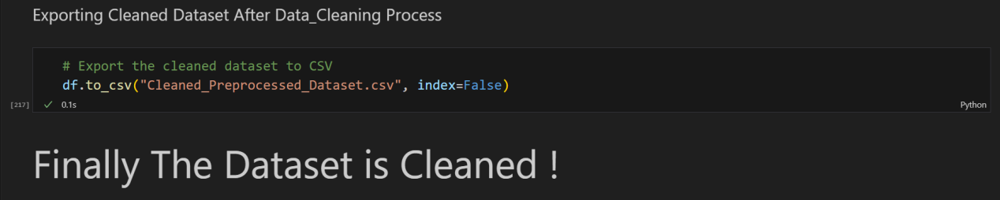 Exporting Cleaned Dataset After Data_Cleaning Process
# Export the cleaned dataset to CSV
df.to_csv("Cleaned_Preprocessed_Dataset.csv", index=False)
[217] ✓ 0.1s Python
Finally The Dataset is Cleaned !